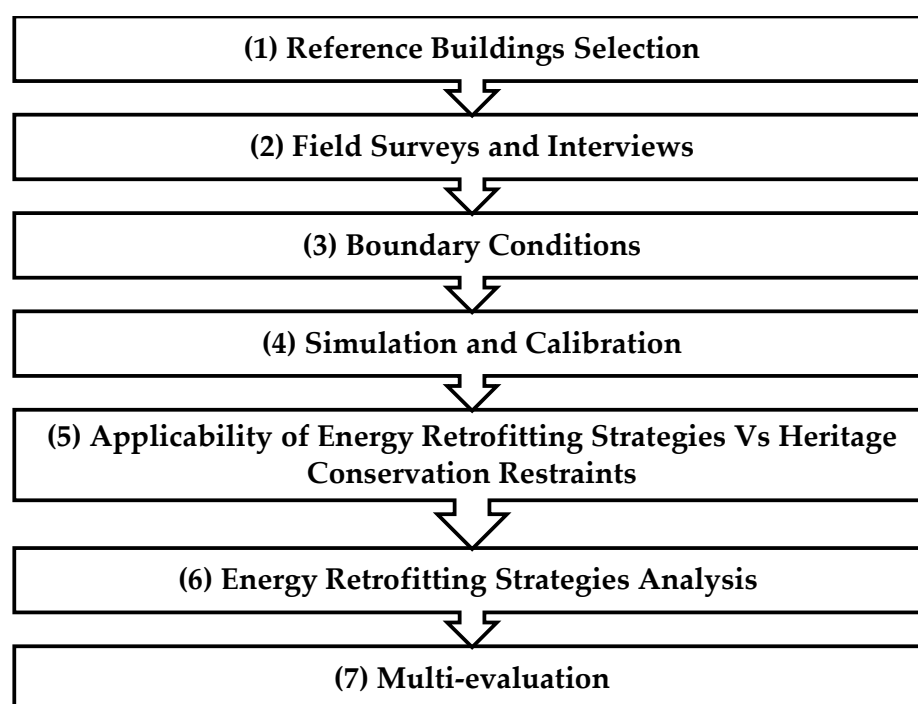 (1) Reference Buildings Selection
(2) Field Surveys and Interviews
(3) Boundary Conditions
(4) Simulation and Calibration
(5) Applicability of Energy Retrofitting Strategies Vs Heritage
Conservation Restraints
(6) Energy Retrofitting Strategies Analysis
(7) Multi-evaluation